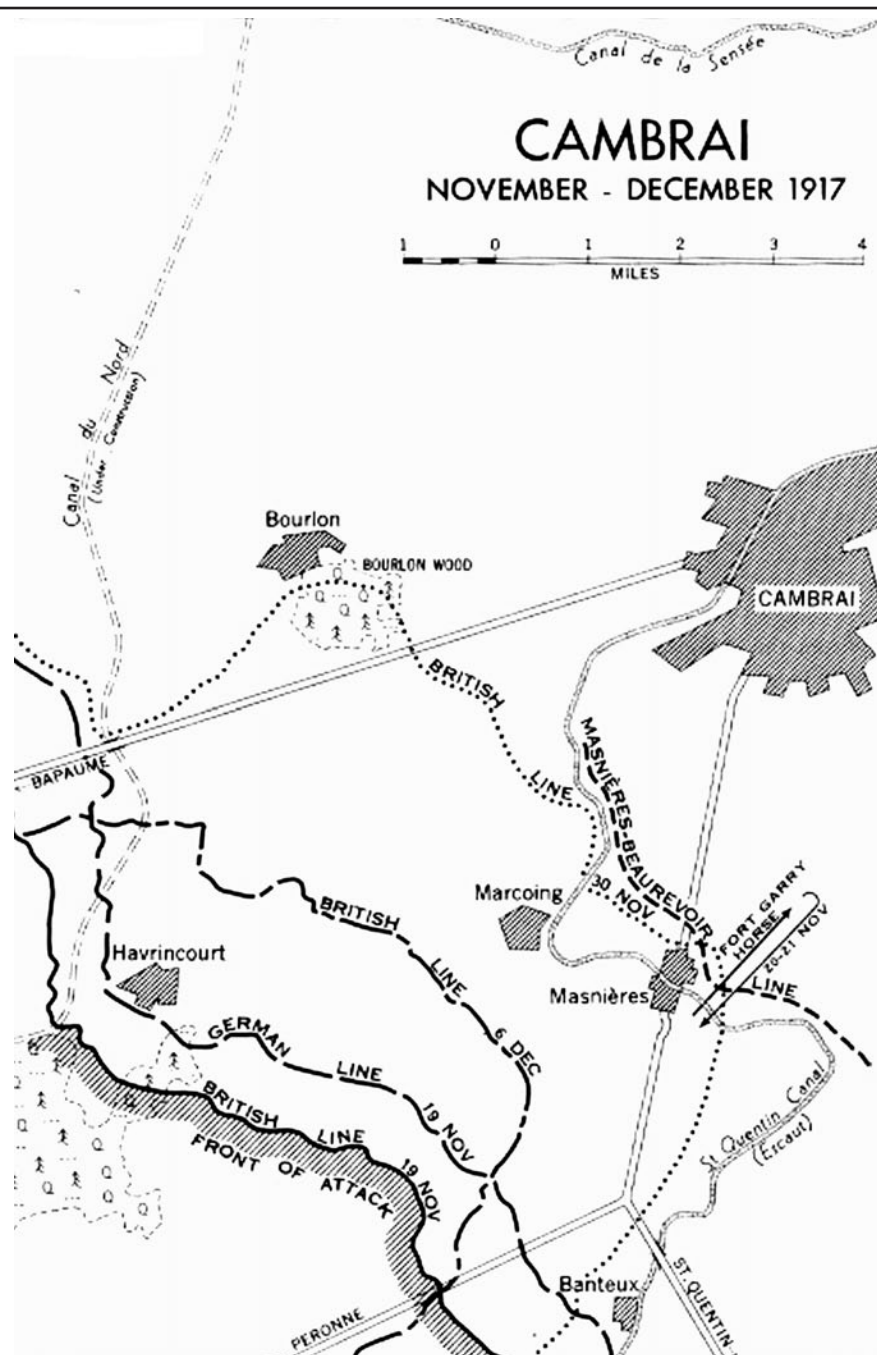 Canal de la Sensée
CAMBRAI
NOVEMBER - DECEMBER 1917
1 0 1 2 3 4
MILES
Canal du Nord
(Under Construction)
Bourlon
BOURLON WOOD
CAMBRAI
BRITISH LINE 30 NOV
BAPAUME
MASNIÈRES-BEAUREVOIR LINE
Marcoing
FORT GARRY
HORSE
20-21 NOV
BRITISH LINE 6 DEC
Havrincourt
Masnières
GERMAN LINE 19 NOV
BRITISH LINE 19 NOV
FRONT OF ATTACK
St Quentin Canal
(Escaut)
Banteux
ST. QUENTIN
PERONNE